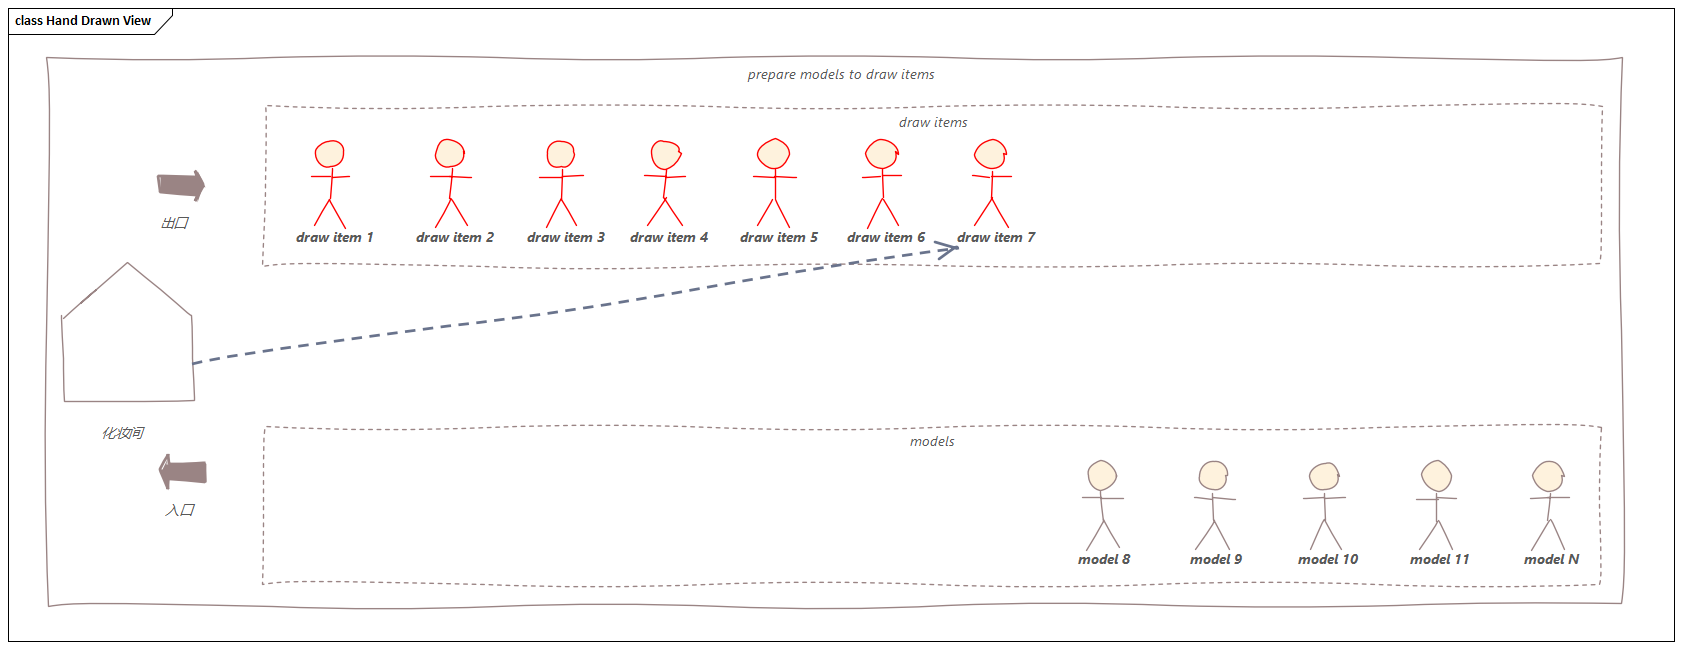 class Hand Drawn View
prepare models to draw items
draw items
draw item 1
draw item 2
draw item 3
draw item 4
draw item 5
draw item 6
draw item 7
出口
化妆间
入口
models
model 8
model 9
model 10
model 11
model N